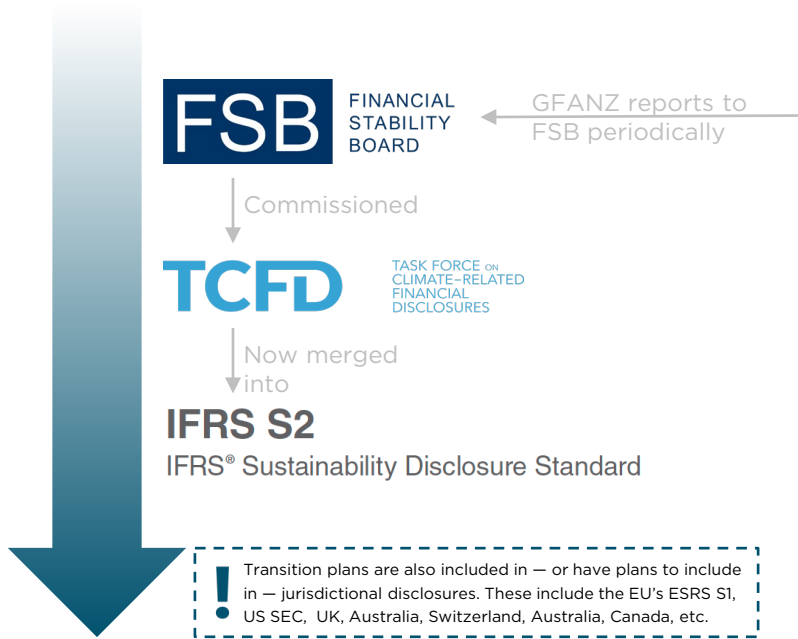 FSB
FINANCIAL
STABILITY
BOARD
GFANZ reports to
FSB periodically
Commissioned
TCFD
TASK FORCE ON
CLIMATE–RELATED
FINANCIAL
DISCLOSURES
Now merged
into
IFRS S2
IFRS® Sustainability Disclosure Standard
!
Transition plans are also included in — or have plans to include
in — jurisdictional disclosures. These include the EU's ESRS S1,
US SEC,  UK, Australia, Switzerland, Australia, Canada, etc.